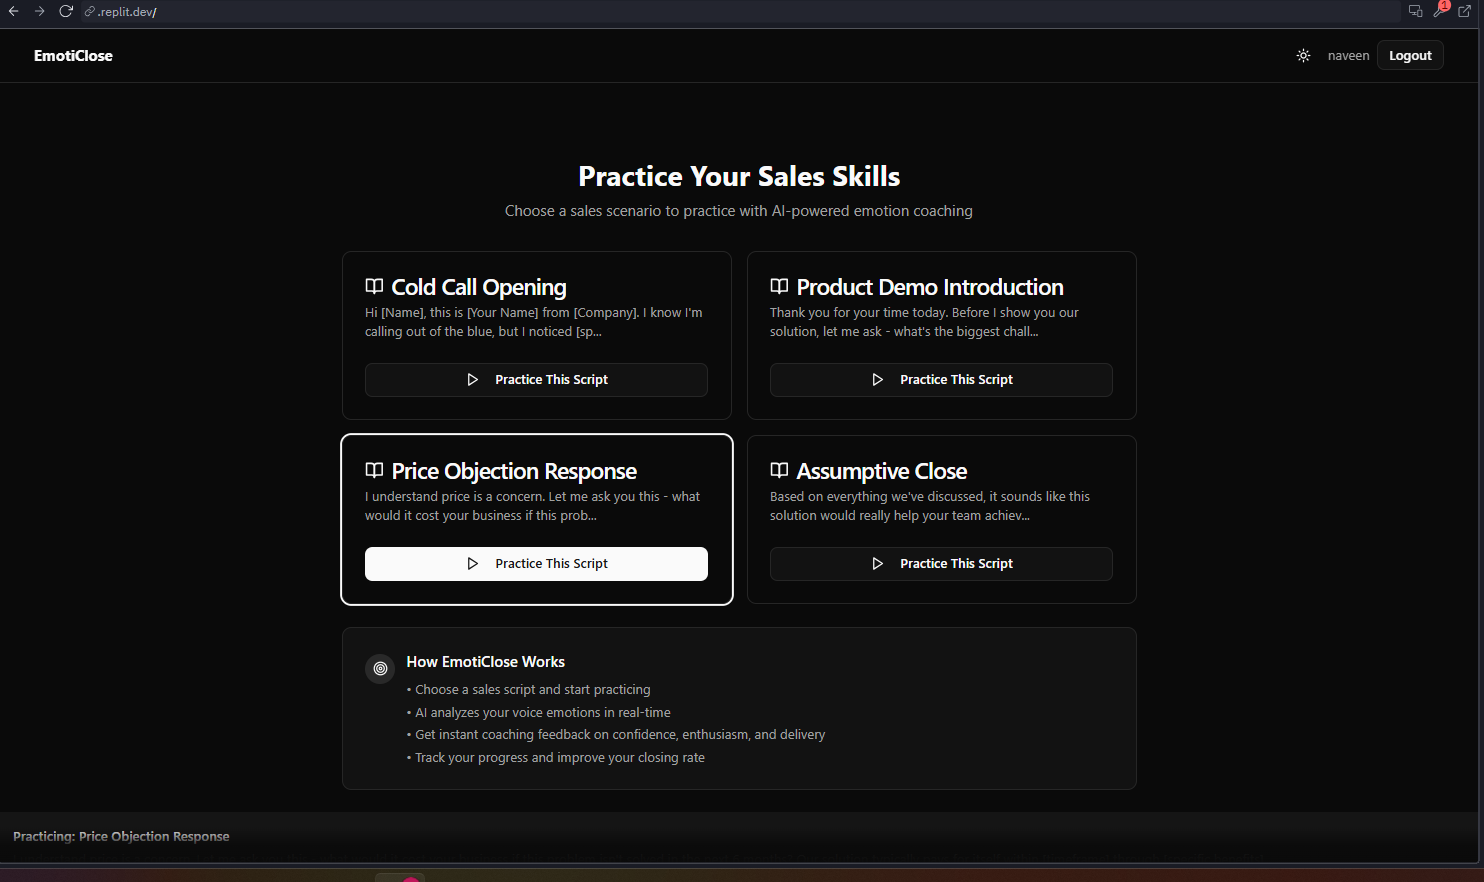 .replit.dev/
1
EmotiClose
naveen
Logout
Practice Your Sales Skills
Choose a sales scenario to practice with AI-powered emotion coaching
Cold Call Opening
Hi [Name], this is [Your Name] from [Company]. I know I'm
calling out of the blue, but I noticed [sp...
Practice This Script
Product Demo Introduction
Thank you for your time today. Before I show you our
solution, let me ask - what's the biggest chall...
Practice This Script
Price Objection Response
I understand price is a concern. Let me ask you this - what
would it cost your business if this prob...
Practice This Script
Assumptive Close
Based on everything we've discussed, it sounds like this
solution would really help your team achiev...
Practice This Script
How EmotiClose Works
• Choose a sales script and start practicing
• AI analyzes your voice emotions in real-time
• Get instant coaching feedback on confidence, enthusiasm, and delivery
• Track your progress and improve your closing rate
Practicing: Price Objection Response